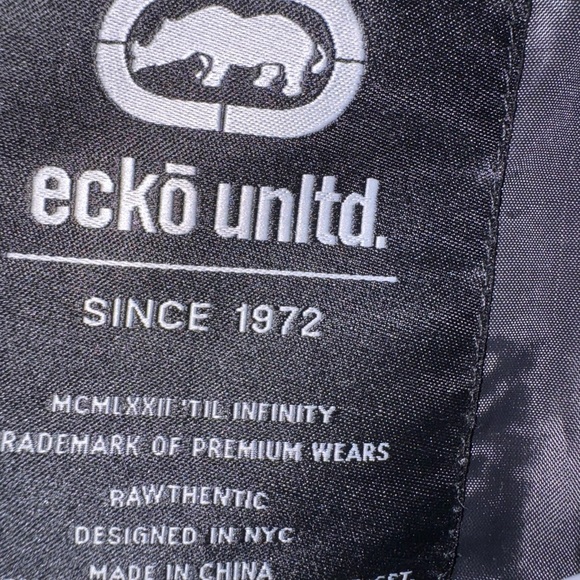 eckō unltd.
SINCE 1972
MCMLXXII 'TIL INFINITY
RADEMARK OF PREMIUM WEARS
RAWTHENTIC
DESIGNED IN NYC
MADE IN CHINA